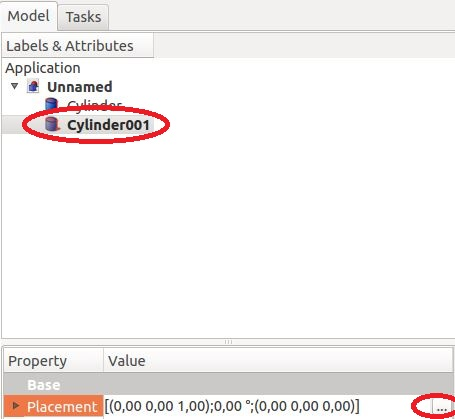 Model Tasks
Labels & Attributes
Application
Unnamed
Cylinder
Cylinder001
Property Value
Base
Placement [(0,00 0,00 1,00);0,00 °;(0,00 0,00 0,00)] ...